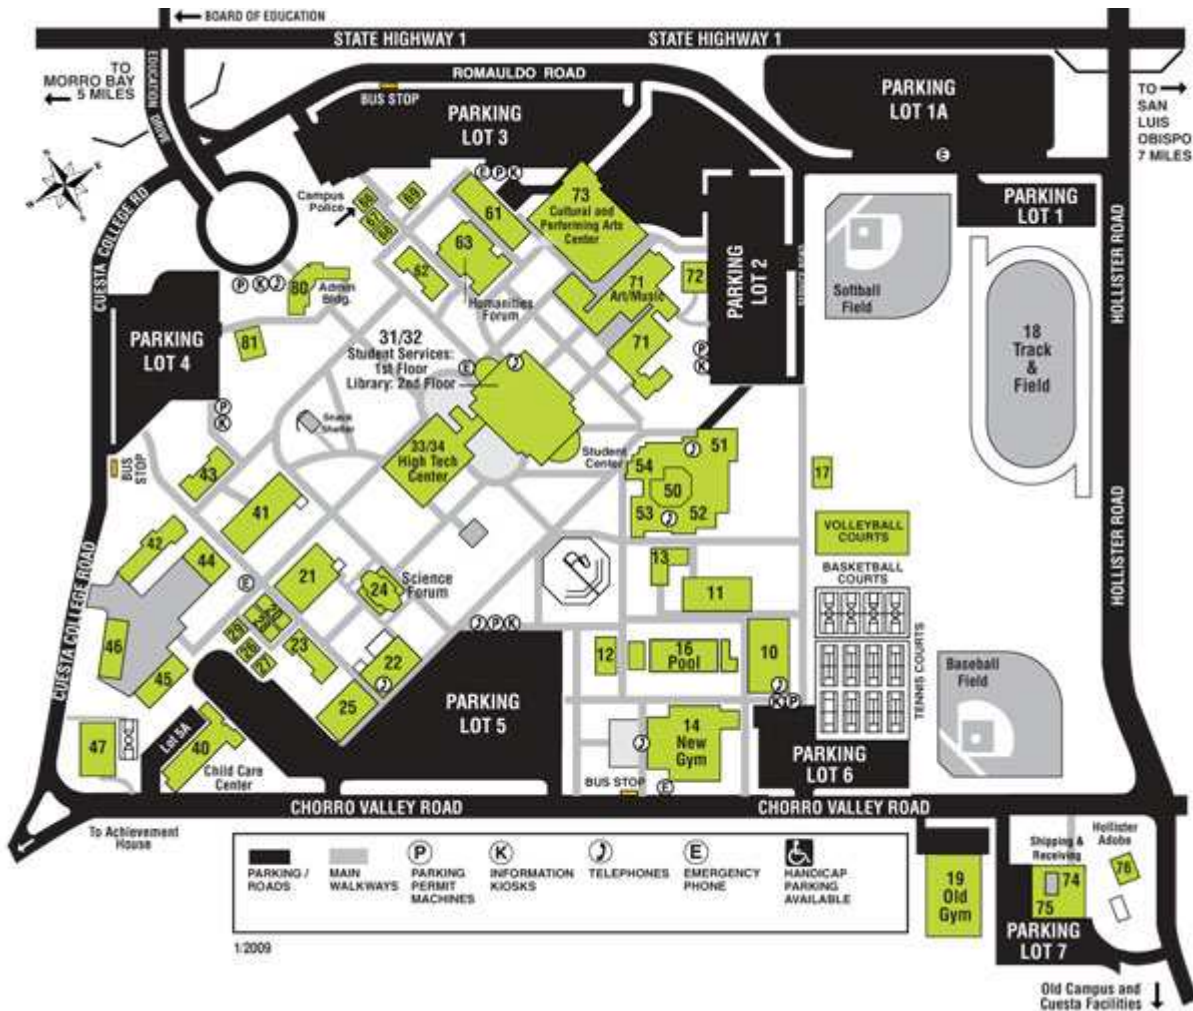 BOARD OF EDUCATION
STATE HIGHWAY 1
STATE HIGHWAY 1
TO
MORRO BAY
5 MILES
EDUCATION DRIVE
ROMAULDO ROAD
BUS STOP
PARKING
LOT 3
PARKING
LOT 1A
E
TO
SAN
LUIS
OBISPO
7 MILES
PARKING
LOT 1
HOLLISTER ROAD
CUESTA COLLEGE RD
Campus
Police
66
67
68
69
E P K
61
73
Cultural and
Performing Arts
Center
63
62
Humanities
Forum
71
Art/Music
72
71
PARKING
LOT 2
P
K
Softball
Field
18
Track
&
Field
P K J
80
Admin
Bldg.
81
PARKING
LOT 4
P
K
BUS
STOP
31/32
Student Services:
1st Floor
Library: 2nd Floor
E
J
Snack
Shelter
33/34
High Tech
Center
Student
Center
51
54
50
53
52
J
J
17
VOLLEYBALL
COURTS
BASKETBALL
COURTS
TENNIS COURTS
HOLLISTER ROAD
43
41
42
44
E
21
24
Science
Forum
13
11
J P K
12
16
Pool
10
J
K P
46
45
23
27
22
J
25
PARKING
LOT 5
14
New
Gym
J
BUS STOP
E
PARKING
LOT 6
Baseball
Field
CUESTA COLLEGE ROAD
47
Lot 5A
40
Child Care
Center
CHORRO VALLEY ROAD
CHORRO VALLEY ROAD
To Achievement
House
PARKING /
ROADS
MAIN
WALKWAYS
P
PARKING
PERMIT
MACHINES
K
INFORMATION
KIOSKS
J
TELEPHONES
E
EMERGENCY
PHONE
HANDICAP
PARKING
AVAILABLE
1/2009
19
Old
Gym
Shipping &
Receiving
74
75
Hollister
Adobe
76
PARKING
LOT 7
Old Campus and
Cuesta Facilities